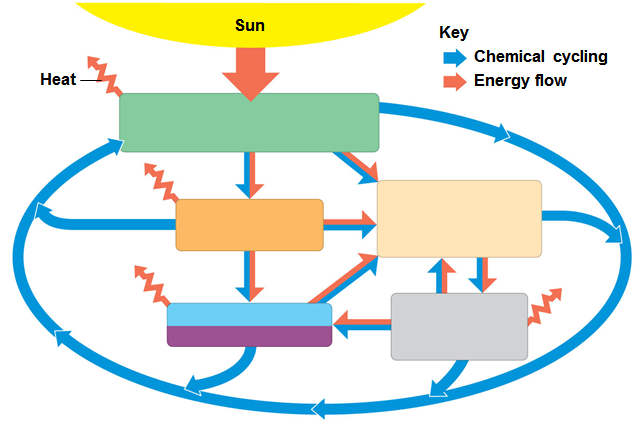 Sun
Key
Chemical cycling
Energy flow
Heat